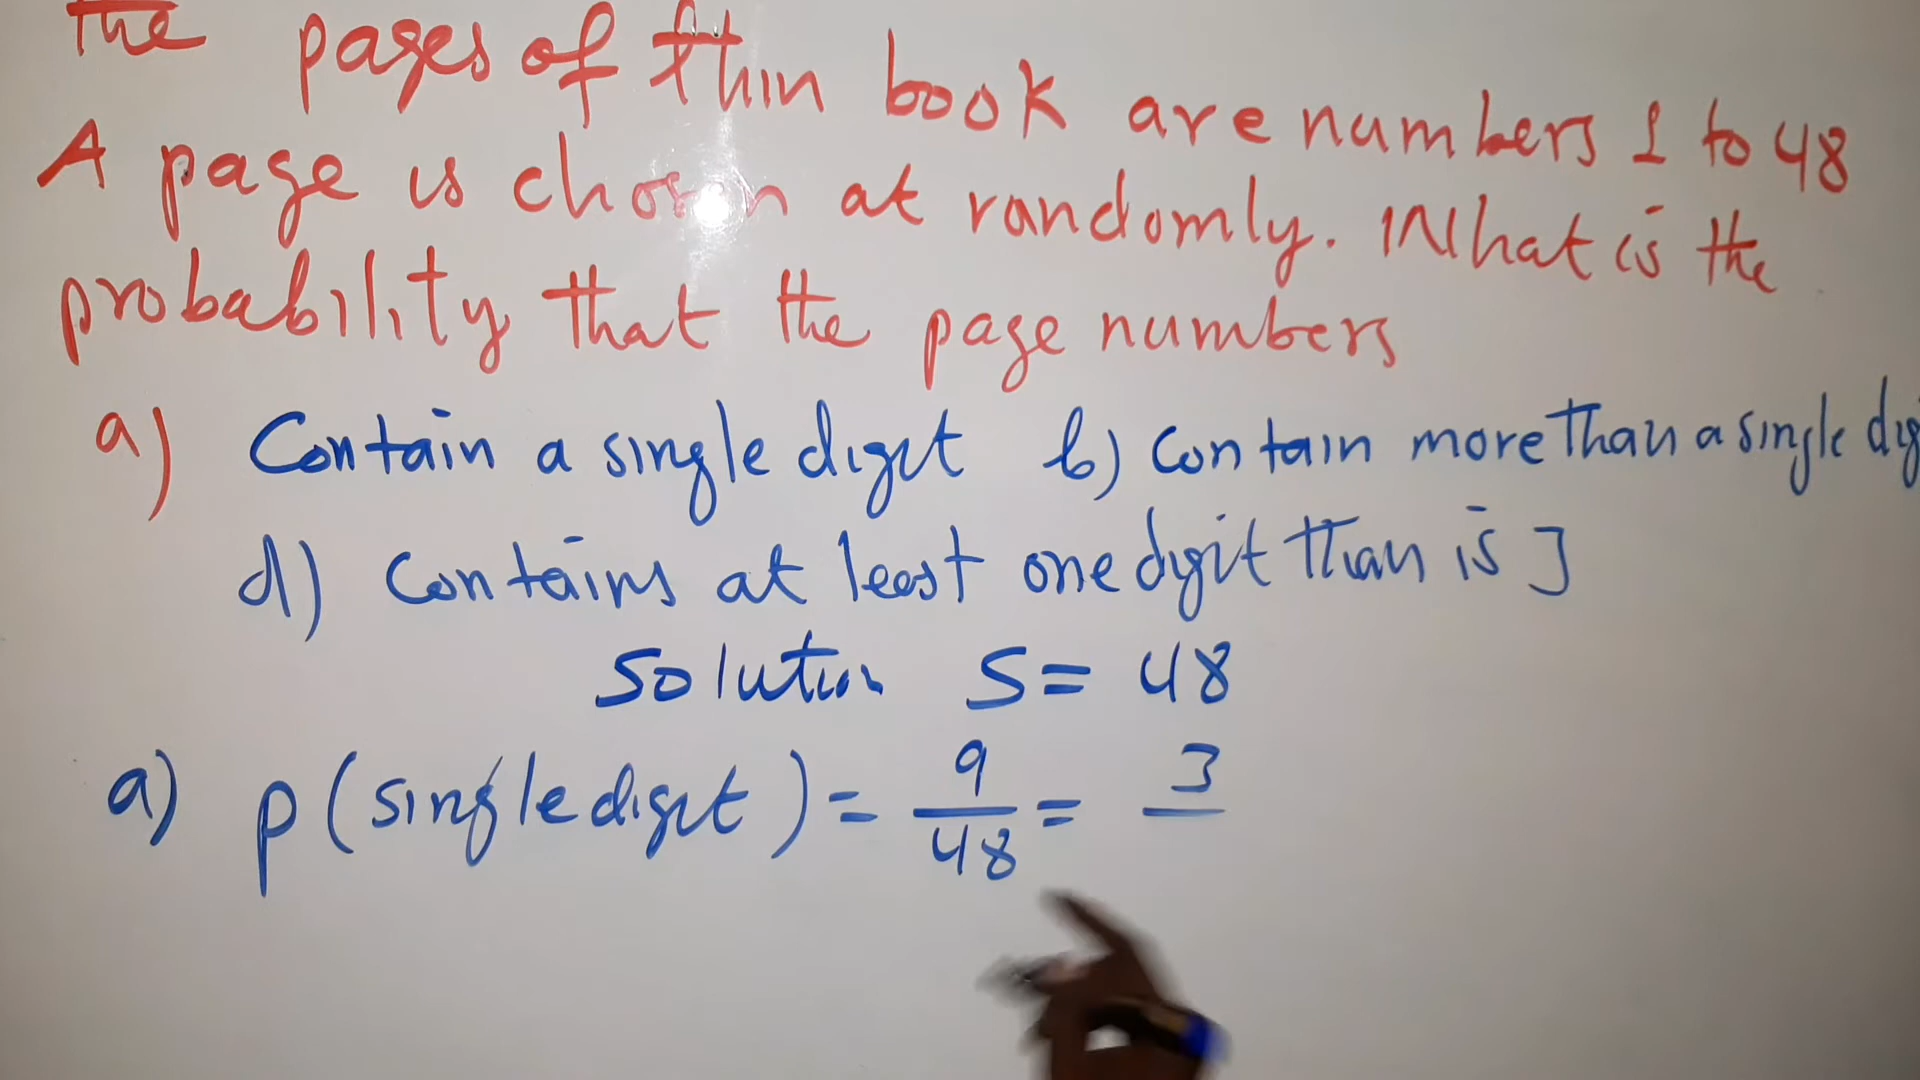 The pages of thin book are numbers 1 to 48
A page is chosen at randomly. What is the
probability that the page numbers
a) Contain a single digit b) contain more than a single dig
d) Contains at least one digit than is 3
Solution S = 48
a) p(single digit) = 9/48 = 3/